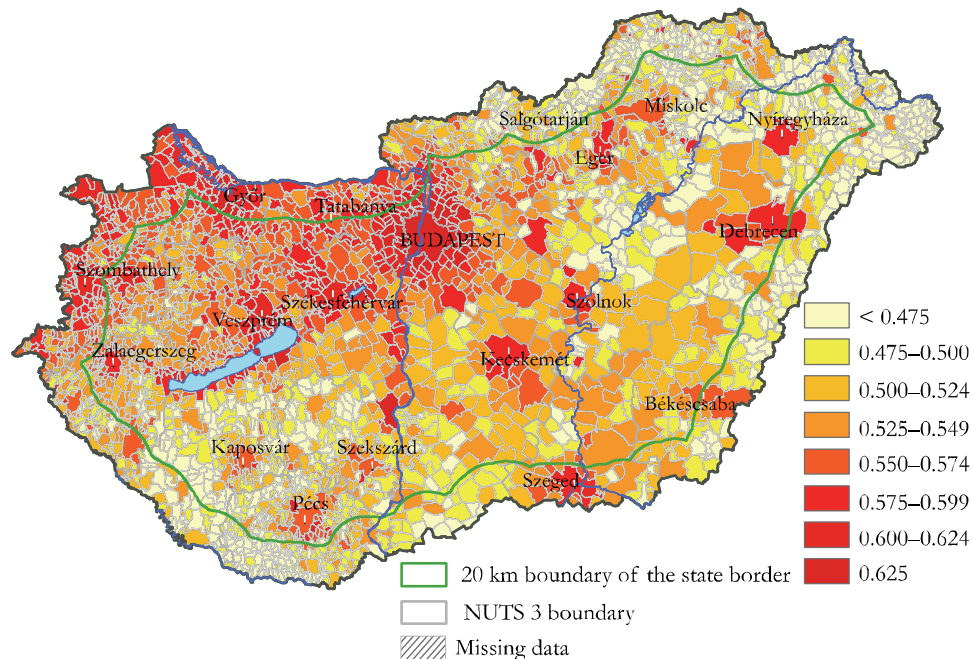 Salgótarján
Miskolc
Nyíregyháza
Eger
Győr
Tatabánya
BUDAPEST
Debrecen
Szombathely
Székesfehérvár
Szolnok
Veszprém
Zalaegerszeg
Kecskemét
Békéscsaba
Kaposvár
Szekszárd
Szeged
Pécs
< 0.475
0.475–0.500
0.500–0.524
0.525–0.549
0.550–0.574
0.575–0.599
0.600–0.624
0.625
20 km boundary of the state border
NUTS 3 boundary
Missing data